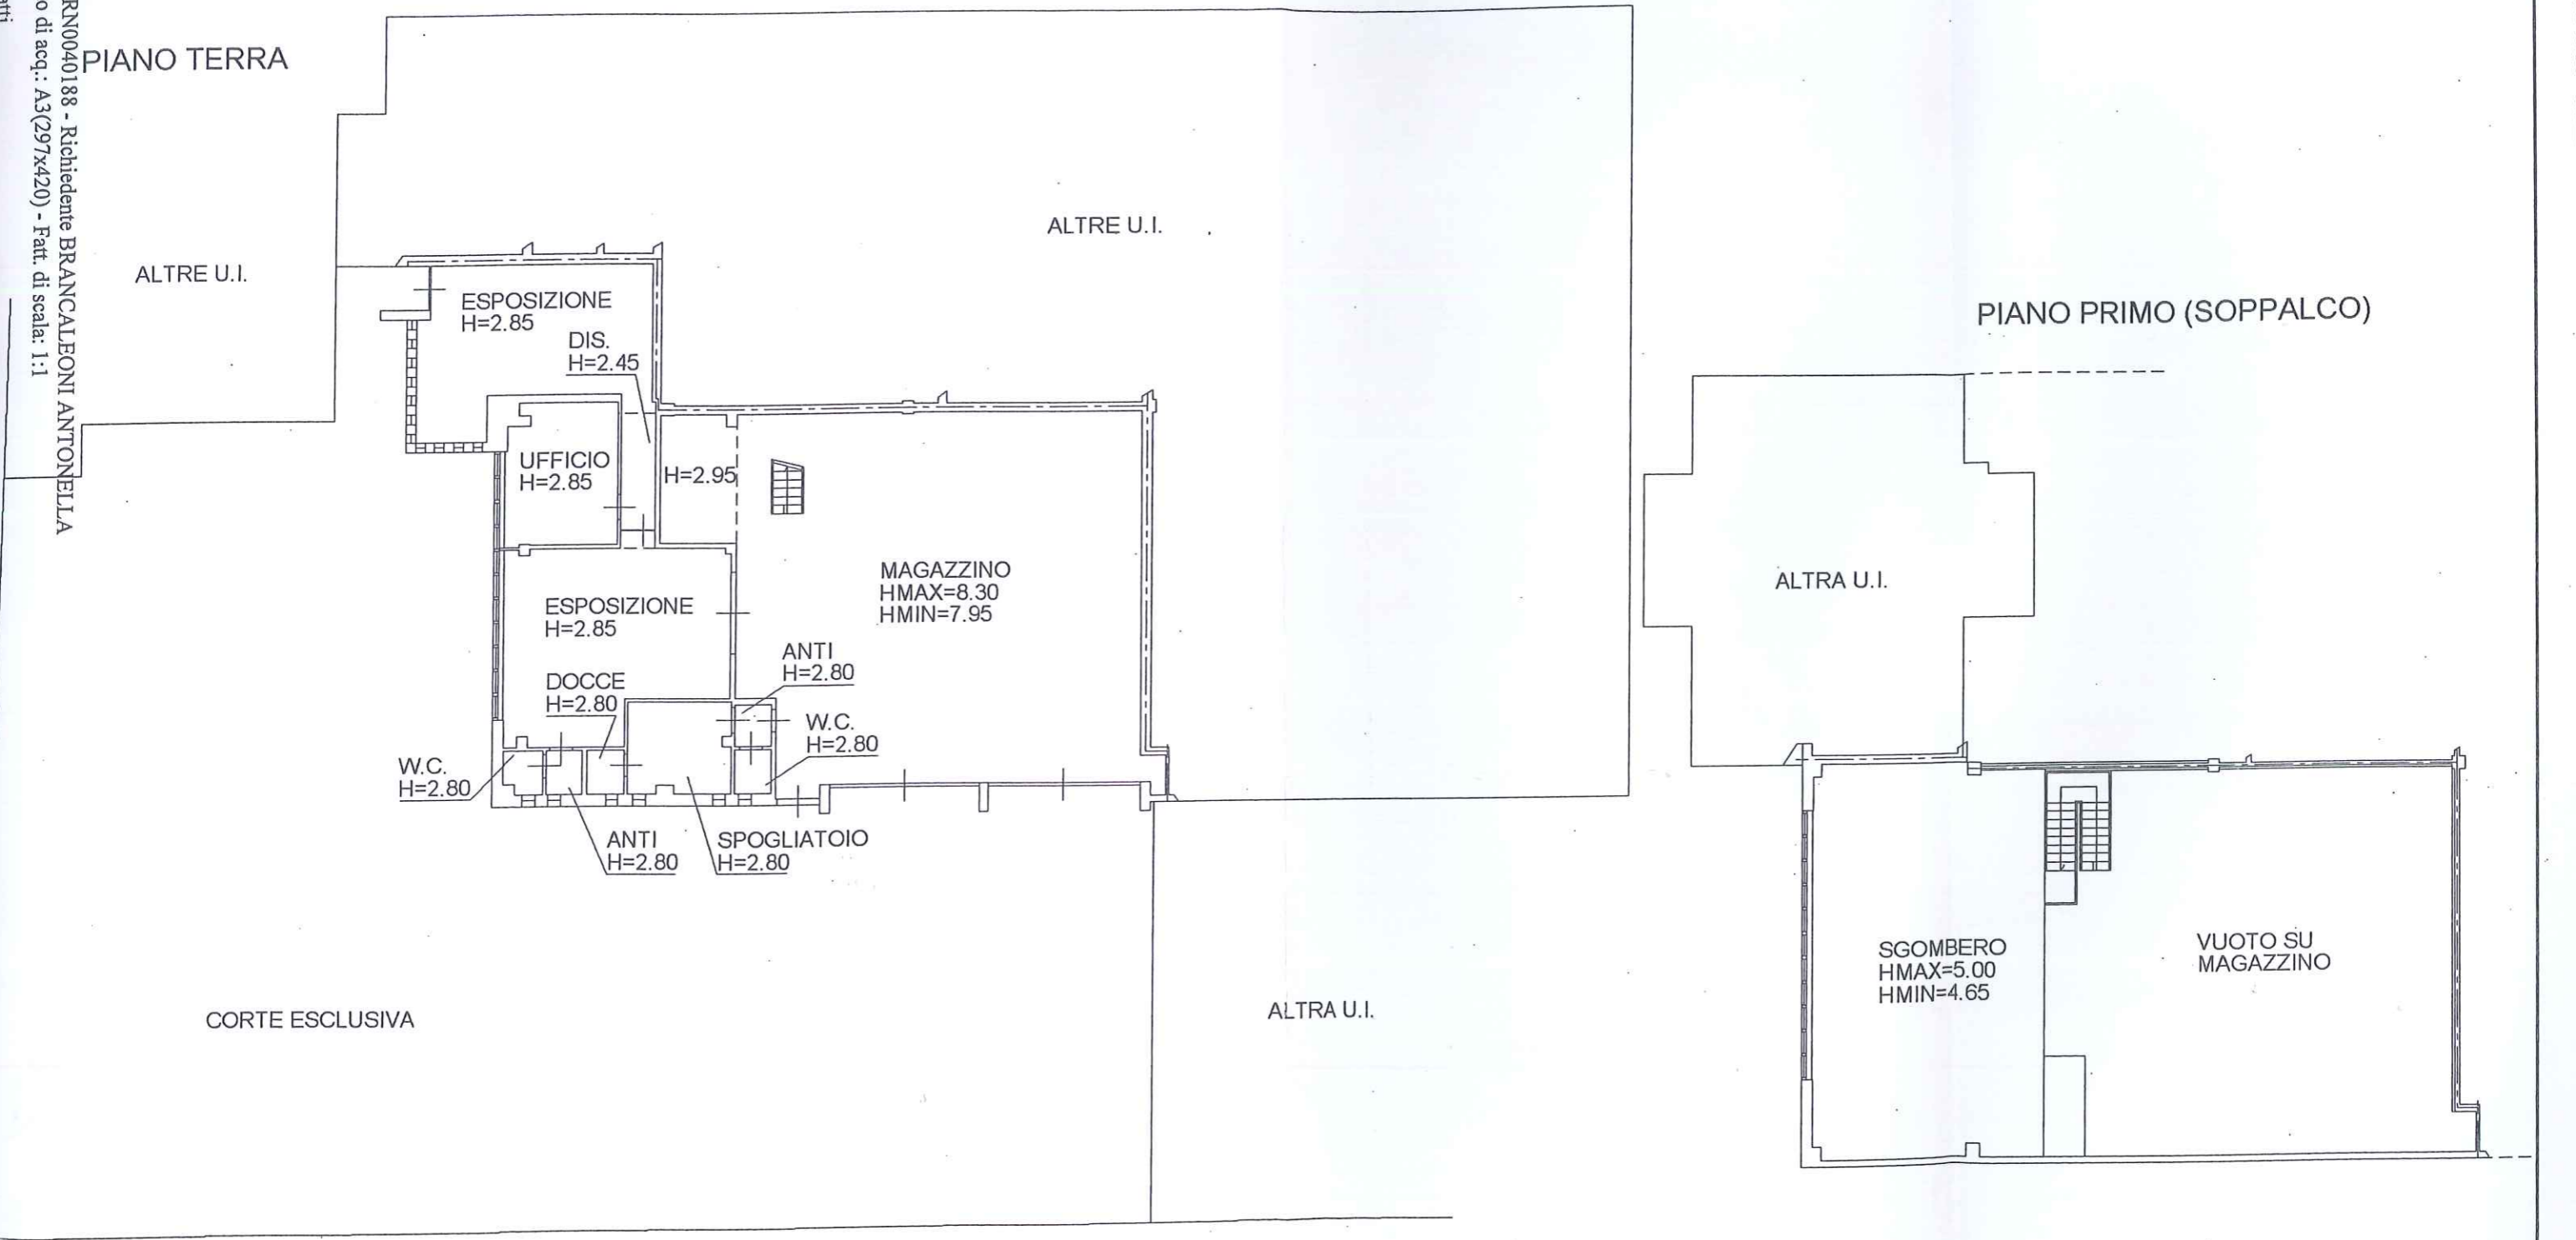 RN0040188 - Richiedente BRANCALEONI ANTONELLA
o di acq.: A3(297x420) - Fatt. di scala: 1:1
PIANO TERRA
ALTRE U.I.
ALTRE U.I.
ESPOSIZIONE
H=2.85
DIS.
H=2.45
UFFICIO
H=2.85
H=2.95
MAGAZZINO
HMAX=8.30
HMIN=7.95
ESPOSIZIONE
H=2.85
ANTI
H=2.80
DOCCE
H=2.80
W.C.
H=2.80
W.C.
H=2.80
ANTI
H=2.80
SPOGLIATOIO
H=2.80
CORTE ESCLUSIVA
ALTRA U.I.
PIANO PRIMO (SOPPALCO)
ALTRA U.I.
SGOMBERO
HMAX=5.00
HMIN=4.65
VUOTO SU
MAGAZZINO